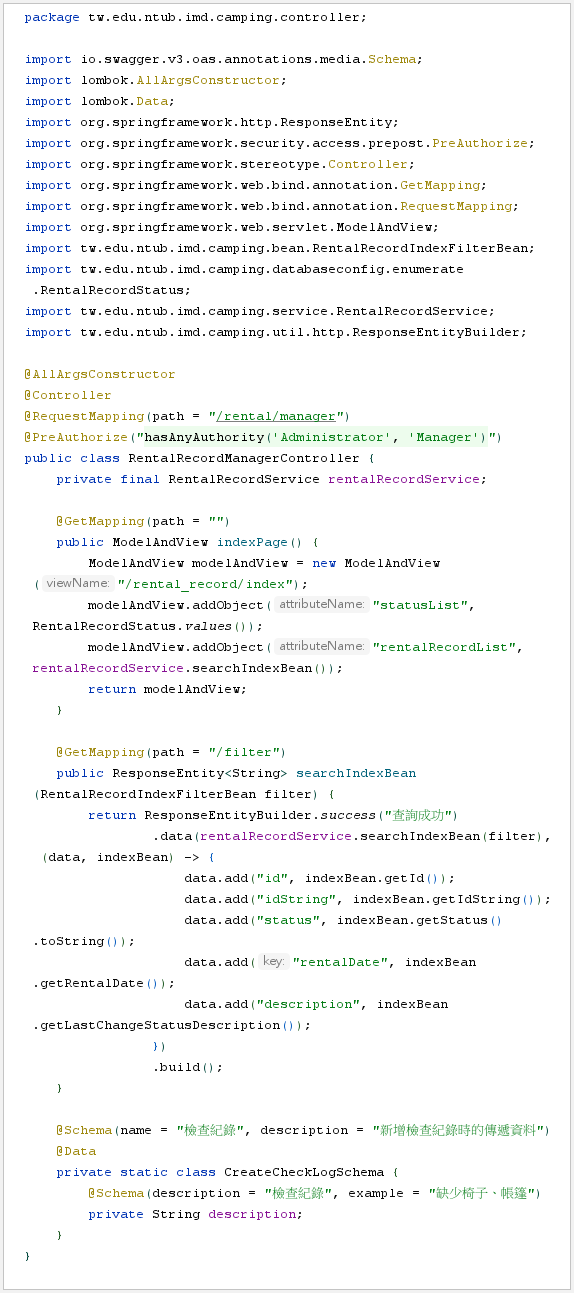 package tw.edu.ntub.imd.camping.controller;
import io.swagger.v3.oas.annotations.media.Schema;
import lombok.AllArgsConstructor;
import lombok.Data;
import org.springframework.http.ResponseEntity;
import org.springframework.security.access.prepost.PreAuthorize;
import org.springframework.stereotype.Controller;
import org.springframework.web.bind.annotation.GetMapping;
import org.springframework.web.bind.annotation.RequestMapping;
import org.springframework.web.servlet.ModelAndView;
import tw.edu.ntub.imd.camping.bean.RentalRecordIndexFilterBean;
import tw.edu.ntub.imd.camping.databaseconfig.enumerate
.RentalRecordStatus;
import tw.edu.ntub.imd.camping.service.RentalRecordService;
import tw.edu.ntub.imd.camping.util.http.ResponseEntityBuilder;
@AllArgsConstructor
@Controller
@RequestMapping(path = "/rental/manager")
@PreAuthorize("hasAnyAuthority('Administrator', 'Manager')")
public class RentalRecordManagerController {
private final RentalRecordService rentalRecordService;
@GetMapping(path = "")
public ModelAndView indexPage() {
ModelAndView modelAndView = new ModelAndView
( viewName: "/rental_record/index");
modelAndView.addObject( attributeName: "statusList",
RentalRecordStatus.values());
modelAndView.addObject( attributeName: "rentalRecordList",
rentalRecordService.searchIndexBean());
return modelAndView;
}
@GetMapping(path = "/filter")
public ResponseEntity<String> searchIndexBean
(RentalRecordIndexFilterBean filter) {
return ResponseEntityBuilder.success("查詢成功")
.data(rentalRecordService.searchIndexBean(filter),
(data, indexBean) -> {
data.add("id", indexBean.getId());
data.add("idString", indexBean.getIdString());
data.add("status", indexBean.getStatus()
.toString());
data.add( key: "rentalDate", indexBean
.getRentalDate());
data.add("description", indexBean
.getLastChangeStatusDescription());
})
.build();
}
@Schema(name = "檢查紀錄", description = "新增檢查紀錄時的傳遞資料")
@Data
private static class CreateCheckLogSchema {
@Schema(description = "檢查紀錄", example = "缺少椅子、帳篷")
private String description;
}
}